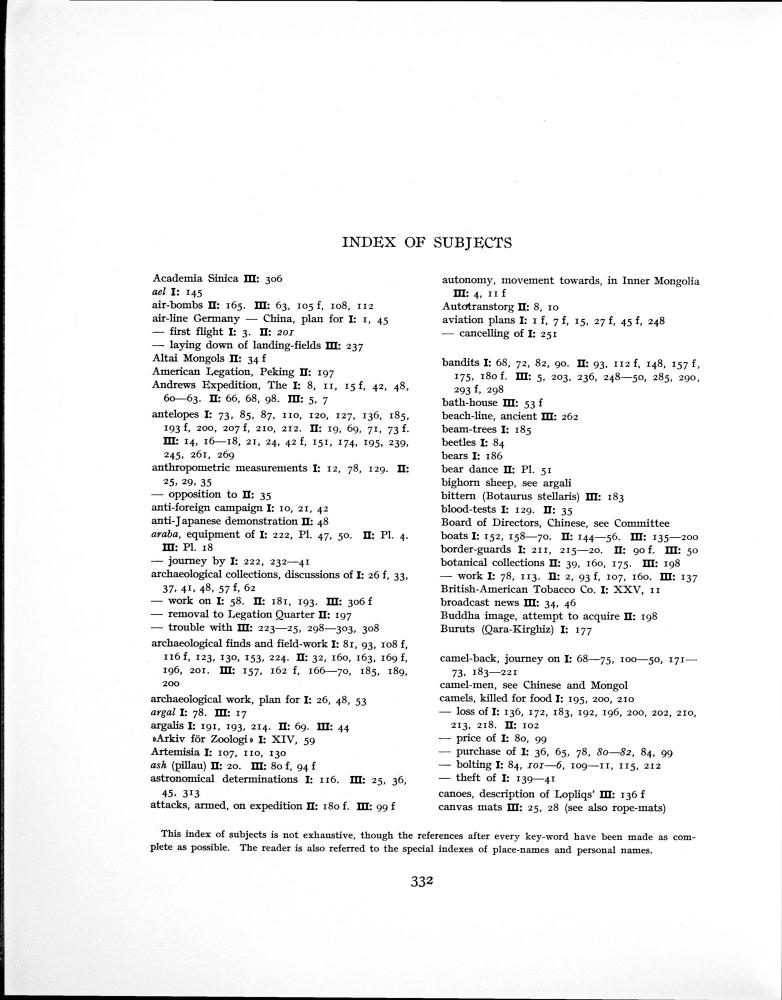 INDEX OF SUBJECTS
Academia Sinica III: 306
ael I: 145
air-bombs II: 165. III: 63, 105 f, 108, 112
air-line Germany — China, plan for I: 1, 45
— first flight I: 3. II: 201
— laying down of landing-fields III: 237
Altai Mongols II: 34 f
American Legation, Peking II: 197
Andrews Expedition, The I: 8, 11, 15 f, 42, 48,
60—63. II: 66, 68, 98. III: 5, 7
antelopes I: 73, 85, 87, 110, 120, 127, 136, 185,
193 f, 200, 207 f, 210, 212. II: 19, 69, 71, 73 f.
III: 14, 16—18, 21, 24, 42 f, 151, 174, 195, 239,
245, 261, 269
anthropometric measurements I: 12, 78, 129. II:
25, 29, 35
— opposition to II: 35
anti-foreign campaign I: 10, 21, 42
anti-Japanese demonstration II: 48
araba, equipment of I: 222, Pl. 47, 50. II: Pl. 4.
III: Pl. 18
— journey by I: 222, 232—41
archaeological collections, discussions of I: 26 f, 33,
37, 41, 48, 57 f, 62
— work on I: 58. II: 181, 193. III: 306 f
— removal to Legation Quarter II: 197
— trouble with III: 223—25, 298—303, 308
archaeological finds and field-work I: 81, 93, 108 f,
116 f, 123, 130, 153, 224. II: 32, 160, 163, 169 f,
196, 201. III: 157, 162 f, 166—70, 185, 189,
200
archaeological work, plan for I: 26, 48, 53
argal I: 78. III: 17
argalis I: 191, 193, 214. II: 69. III: 44
»Arkiv för Zoologi» I: XIV, 59
Artemisia I: 107, 110, 130
ash (pillau) II: 20. III: 80 f, 94 f
astronomical determinations I: 116. III: 25, 36,
45, 313
attacks, armed, on expedition II: 180 f. III: 99 f
autonomy, movement towards, in Inner Mongolia
III: 4, 11 f
Autotranstorg II: 8, 10
aviation plans I: 1 f, 7 f, 15, 27 f, 45 f, 248
— cancelling of I: 251
bandits I: 68, 72, 82, 90. II: 93, 112 f, 148, 157 f,
175, 180 f. III: 5, 203, 236, 248—50, 285, 290,
293 f, 298
bath-house III: 53 f
beach-line, ancient III: 262
beam-trees I: 185
beetles I: 84
bears I: 186
bear dance II: Pl. 51
bighorn sheep, see argali
bittern (Botaurus stellaris) III: 183
blood-tests I: 129. II: 35
Board of Directors, Chinese, see Committee
boats I: 152, 158—70. II: 144—56. III: 135—200
border-guards I: 211, 215—20. II: 90 f. III: 50
botanical collections II: 39, 160, 175. III: 198
— work I: 78, 113. II: 2, 93 f, 107, 160. III: 137
British-American Tobacco Co. I: XXV, 11
broadcast news III: 34, 46
Buddha image, attempt to acquire II: 198
Buruts (Qara-Kirghiz) I: 177
camel-back, journey on I: 68—75, 100—50, 171—
73, 183—221
camel-men, see Chinese and Mongol
camels, killed for food I: 195, 200, 210
— loss of I: 136, 172, 183, 192, 196, 200, 202, 210,
213, 218. II: 102
— price of I: 80, 99
— purchase of I: 36, 65, 78, 80—82, 84, 99
— bolting I: 84, 101—6, 109—11, 115, 212
— theft of I: 139—41
canoes, description of Lopliqs' III: 136 f
canvas mats III: 25, 28 (see also rope-mats)
This index of subjects is not exhaustive, though the references after every key-word have been made as com-
plete as possible. The reader is also referred to the special indexes of place-names and personal names.
332